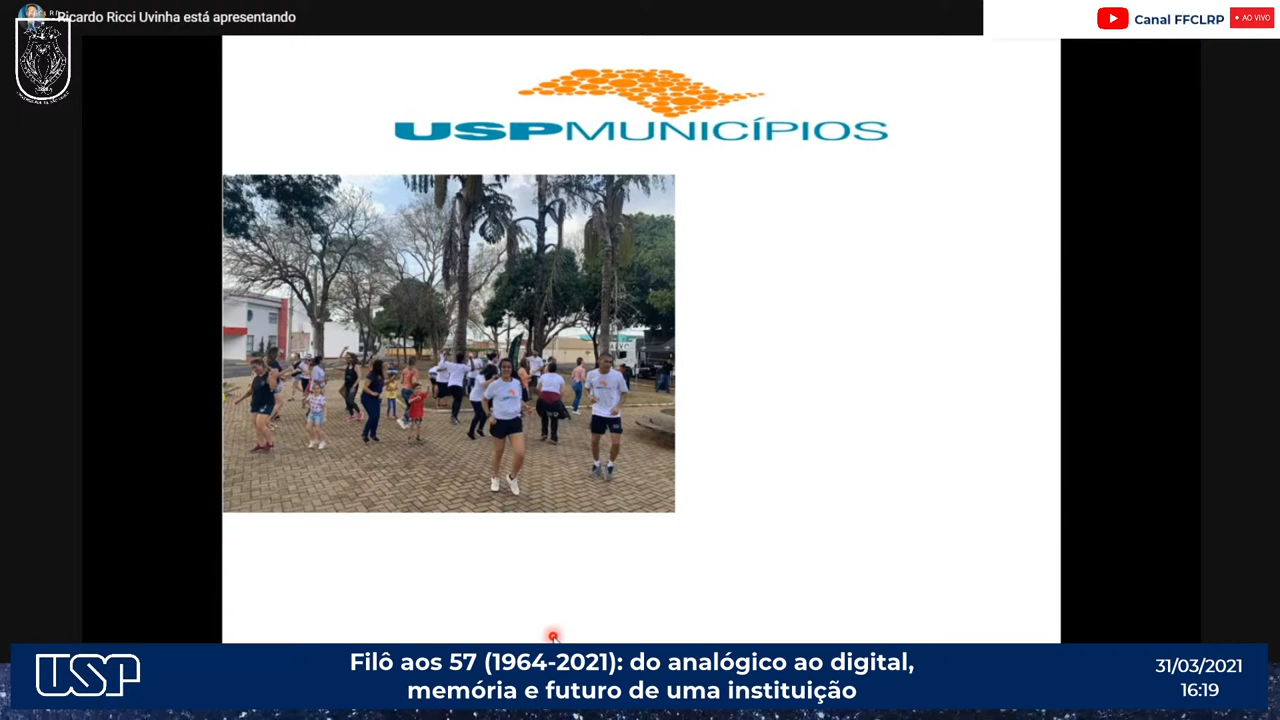 Ricardo Ricci Uvinha está apresentando
Canal FFCLRP
AO VIVO
USPMUNICÍPIOS
USP
Filô aos 57 (1964-2021): do analógico ao digital,
memória e futuro de uma instituição
31/03/2021
16:19